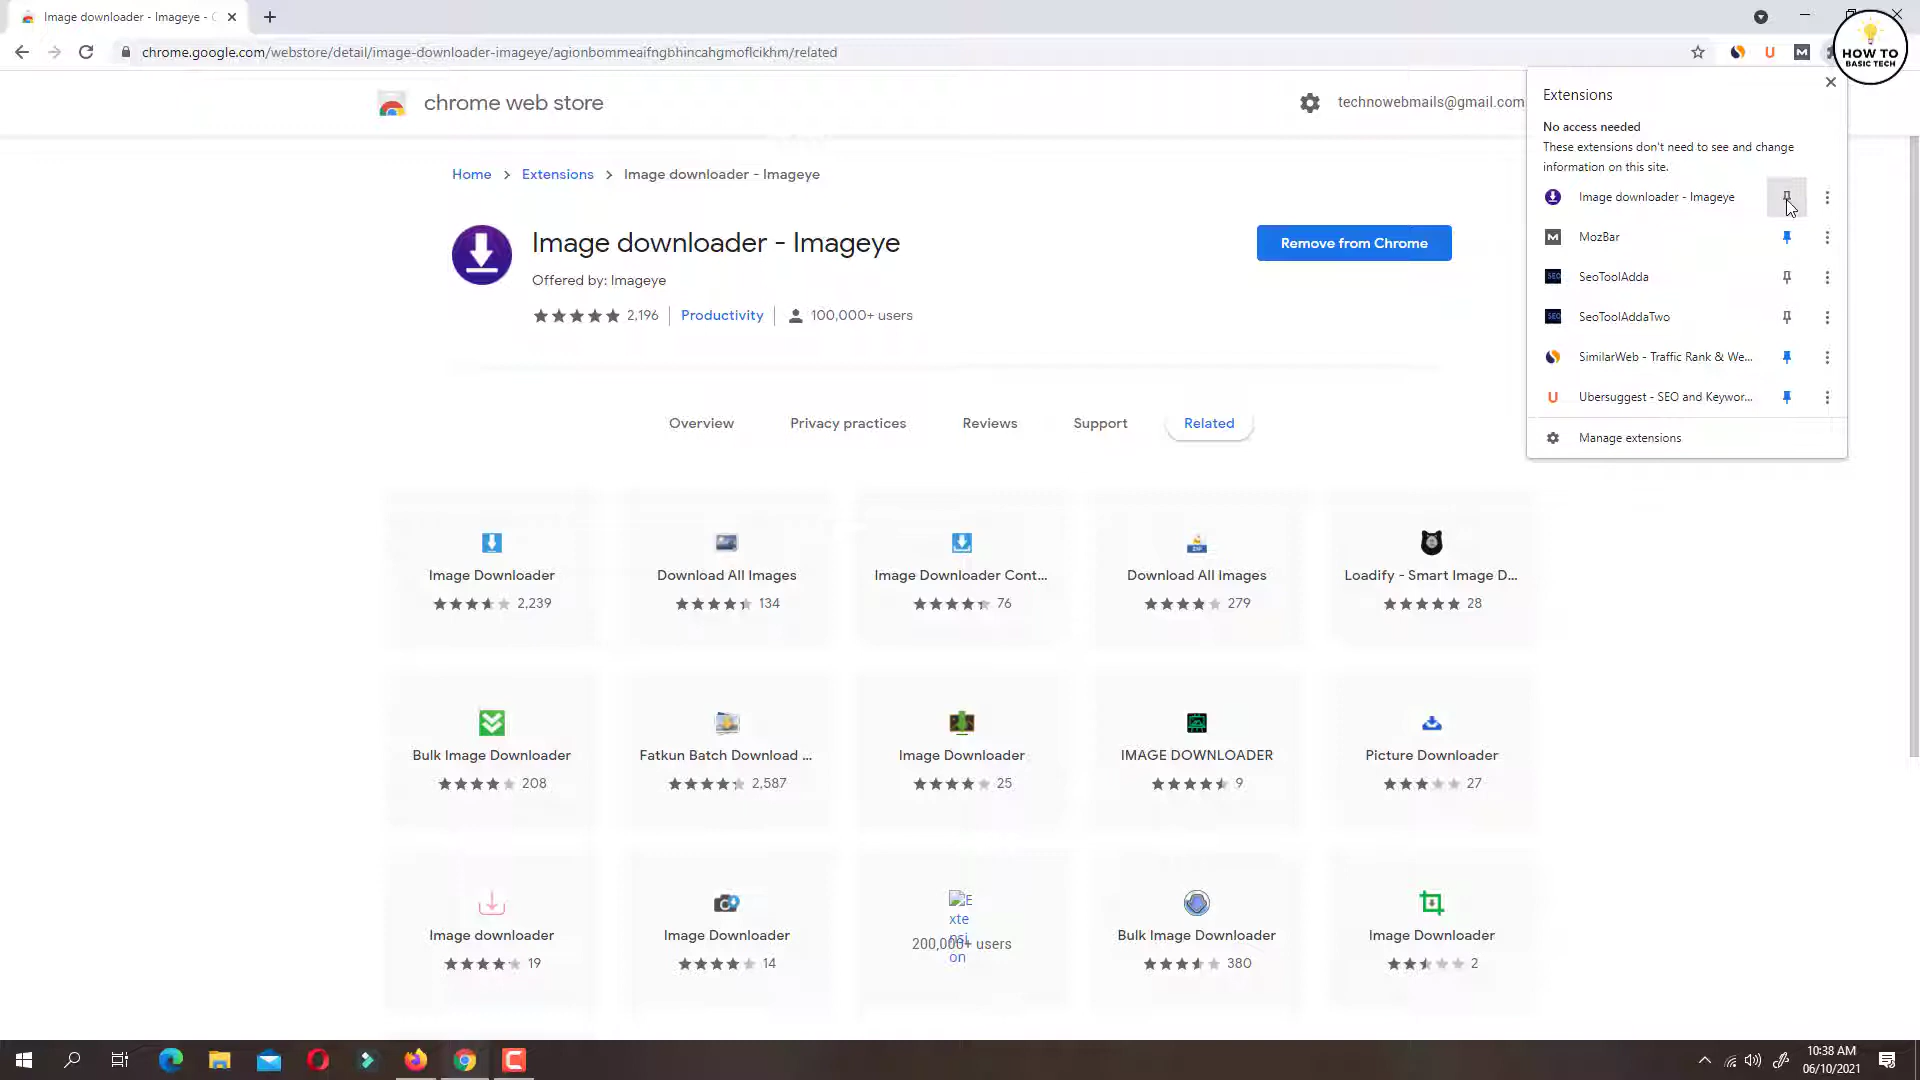 Image downloader - Imageye -
chrome.google.com/webstore/detail/image-downloader-imageye/agionbommeaifngbhincahgmoflcikhm/related
HOW TO
BASIC TECH
chrome web store
technowebmails@gmail.com
Extensions
No access needed
These extensions don't need to see and change
information on this site.
Image downloader - Imageye
MozBar
SeoToolAdda
SeoToolAddaTwo
SimilarWeb - Traffic Rank & We...
Ubersuggest - SEO and Keywor...
Manage extensions
Home > Extensions > Image downloader - Imageye
Image downloader - Imageye
Remove from Chrome
Offered by: Imageye
2,196 Productivity 100,000+ users
Overview Privacy practices Reviews Support Related
Image Downloader Download All Images Image Downloader Cont... Download All Images Loadify - Smart Image D...
2,239 134 76 279 28
Bulk Image Downloader Fatkun Batch Download ... Image Downloader IMAGE DOWNLOADER Picture Downloader
208 2,587 25 9 27
Extension
Image downloader Image Downloader 200,000+ users Bulk Image Downloader Image Downloader
19 14 380 2
10:38 AM
06/10/2021